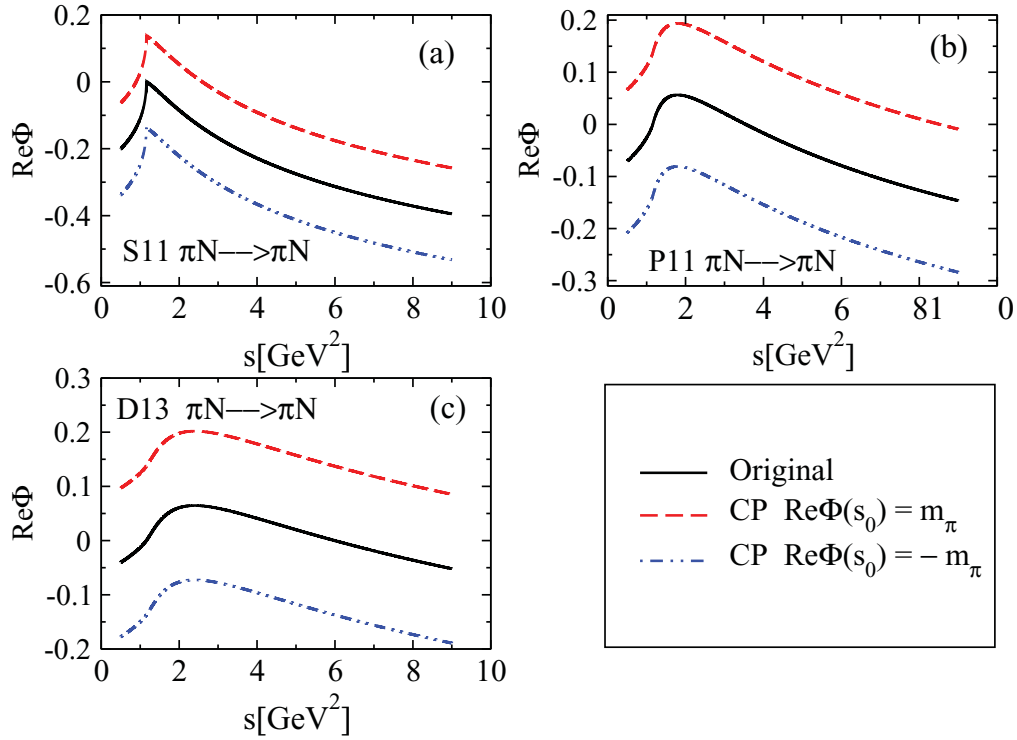 0.2
0
-0.2
-0.4
-0.6
ReΦ
(a)
S11 πN−−>πN
0 2 4 6 8 10
s[GeV²]
0.2
0.1
0
-0.1
-0.2
-0.3
ReΦ
(b)
P11 πN−−>πN
0 2 4 6 81 0
s[GeV²]
0.3
0.2
0.1
0
-0.1
-0.2
ReΦ
D13 πN−−>πN (c)
0 2 4 6 8 10
s[GeV²]
Original
CP ReΦ(s₀) = m_π
CP ReΦ(s₀) = − m_π